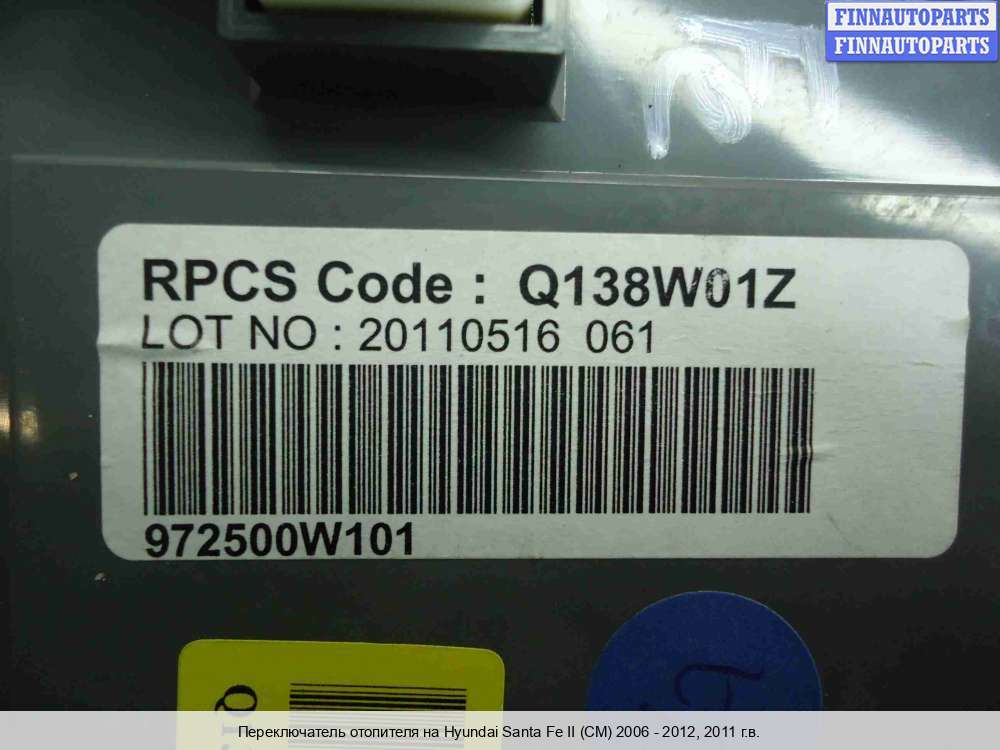 FINNAUTOPARTS
FINNAUTOPARTS
RPCS Code : Q138W01Z
LOT NO : 20110516 061
972500W101
Переключатель отопителя на Hyundai Santa Fe II (CM) 2006 - 2012, 2011 г.в.